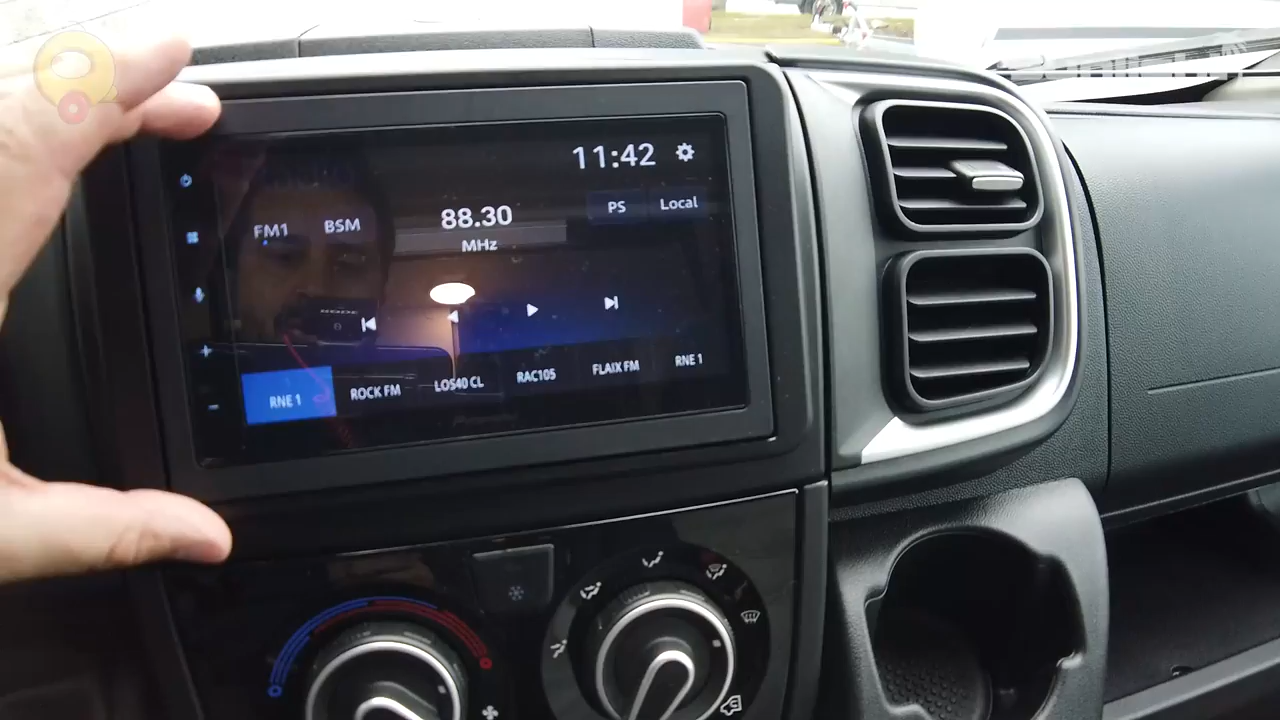 11:42
PS
Local
FM1
BSM
88.30
MHz
RNE 1
ROCK FM
LOS40 CL
RAC105
FLAIX FM
RNE 1